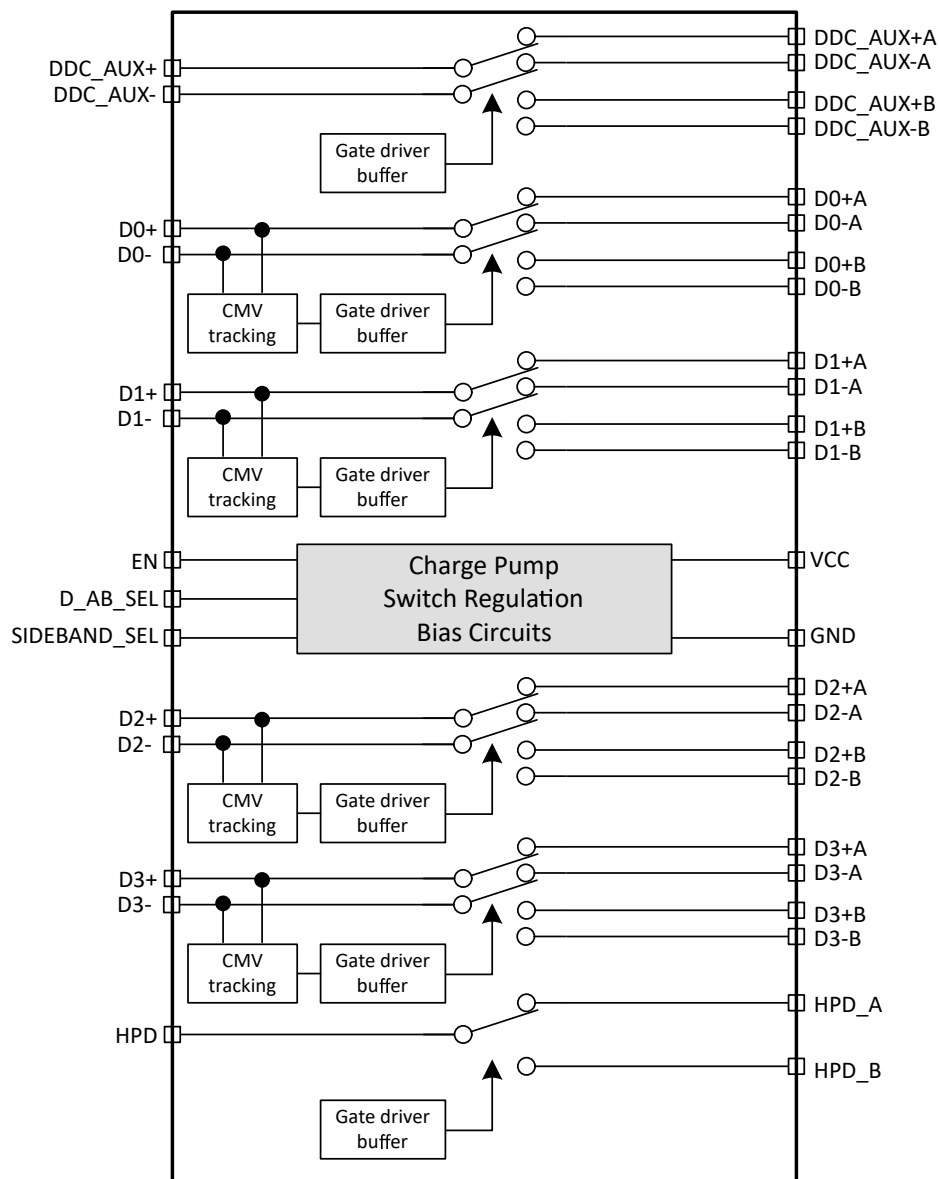 DDC_AUX+
DDC_AUX-
DDC_AUX+A
DDC_AUX-A
DDC_AUX+B
DDC_AUX-B
Gate driver
buffer
D0+
D0-
D0+A
D0-A
D0+B
D0-B
CMV
tracking
Gate driver
buffer
D1+
D1-
D1+A
D1-A
D1+B
D1-B
CMV
tracking
Gate driver
buffer
EN
D_AB_SEL
SIDEBAND_SEL
Charge Pump
Switch Regulation
Bias Circuits
VCC
GND
D2+
D2-
D2+A
D2-A
D2+B
D2-B
CMV
tracking
Gate driver
buffer
D3+
D3-
D3+A
D3-A
D3+B
D3-B
CMV
tracking
Gate driver
buffer
HPD
HPD_A
HPD_B
Gate driver
buffer